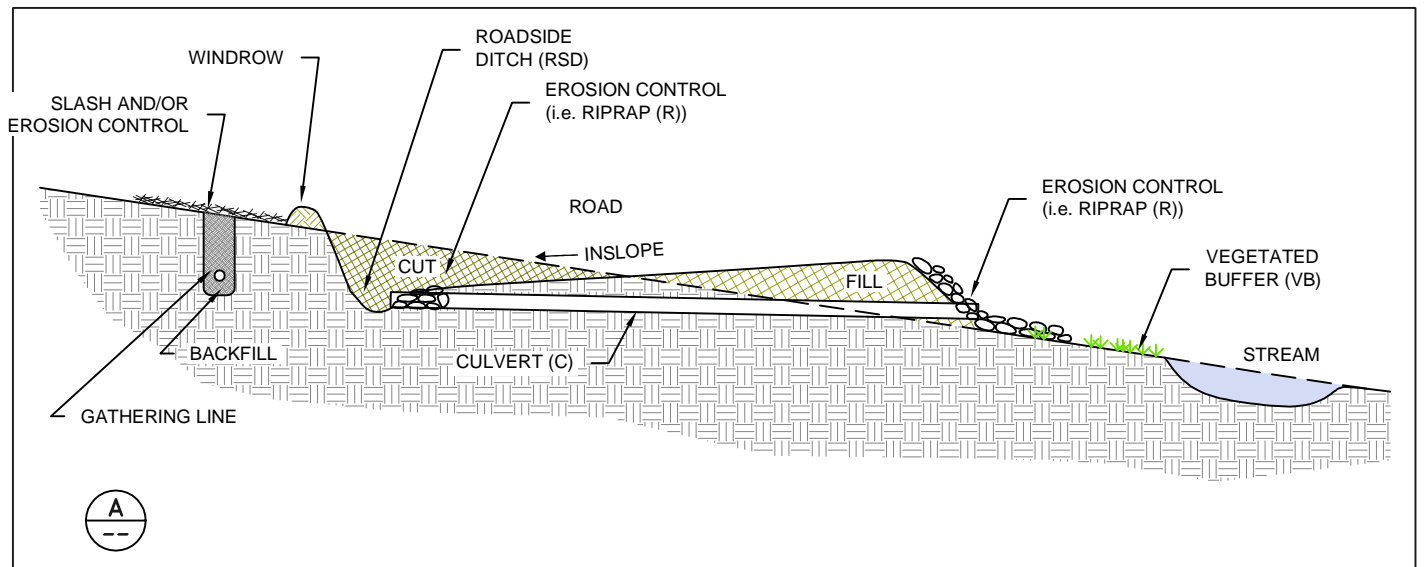 ROADSIDE
DITCH (RSD)
WINDROW
EROSION CONTROL
(i.e. RIPRAP (R))
SLASH AND/OR
EROSION CONTROL
ROAD
EROSION CONTROL
(i.e. RIPRAP (R))
INSLOPE
CUT
FILL
VEGETATED
BUFFER (VB)
BACKFILL
CULVERT (C)
STREAM
GATHERING LINE
A
--